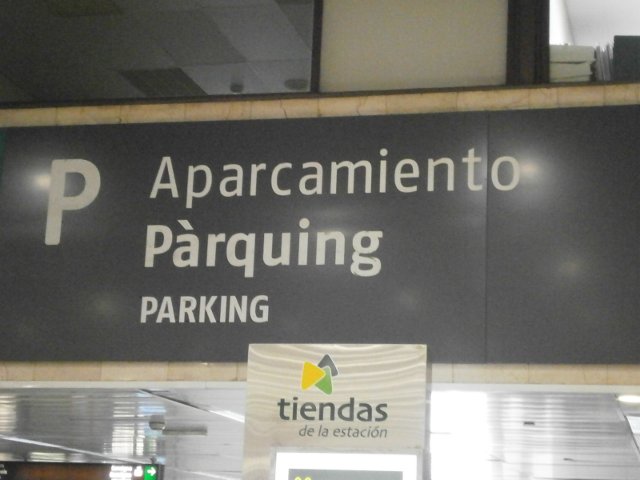 P
Aparcamiento
Pàrquing
PARKING
tiendas
de la estación